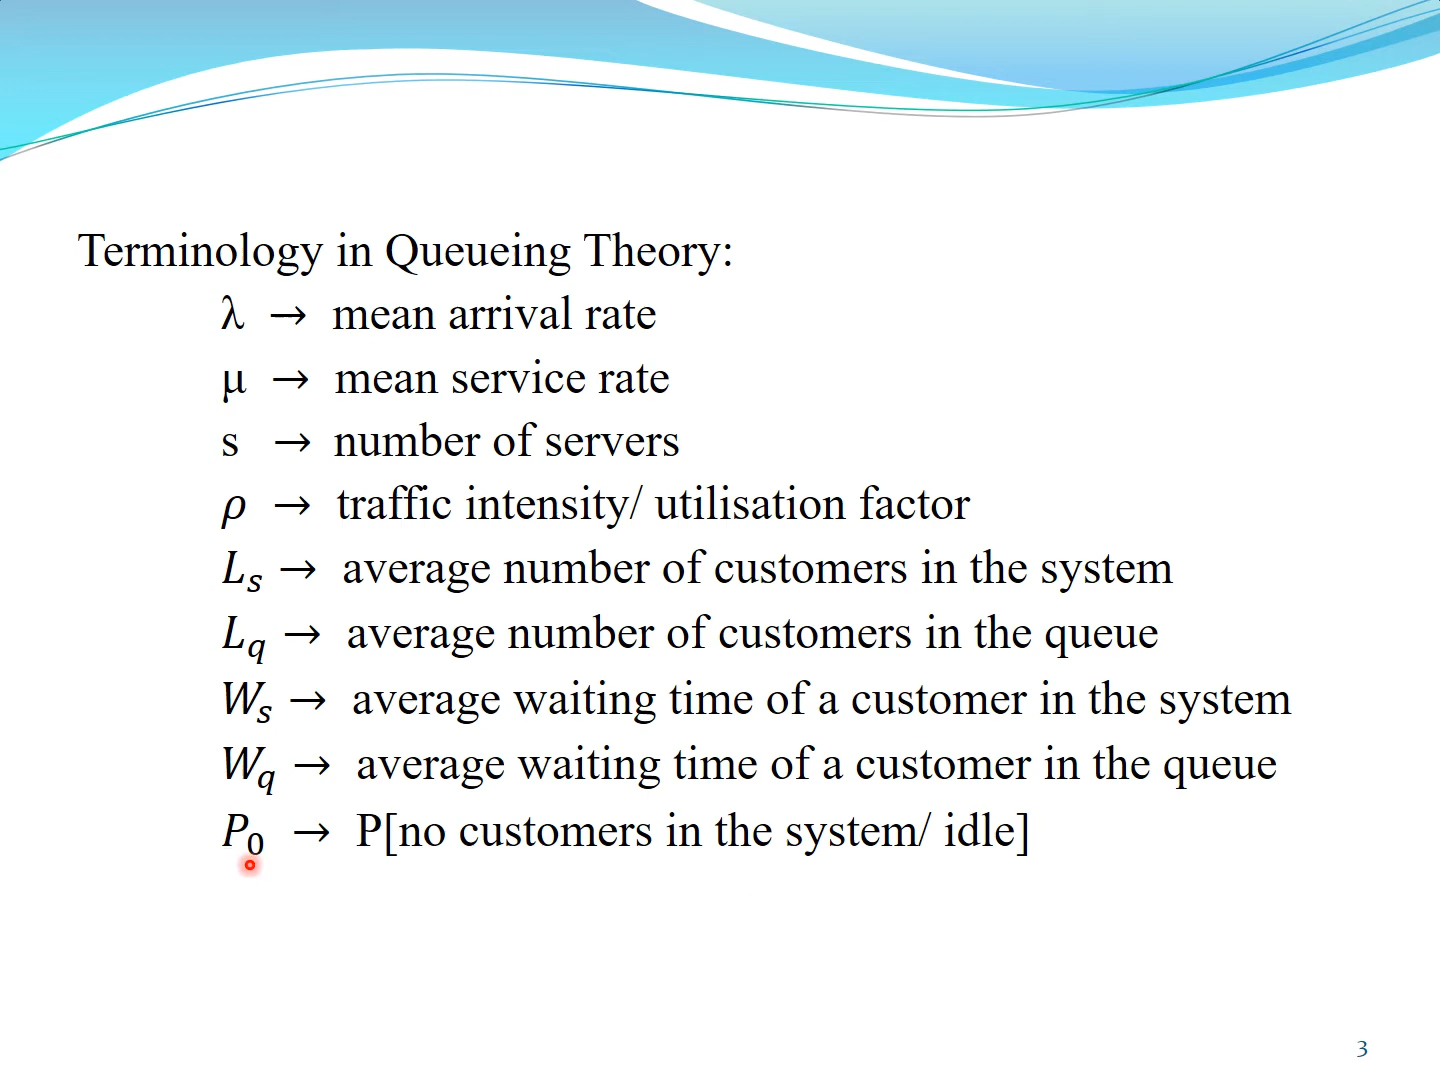 Terminology in Queueing Theory:
λ → mean arrival rate
μ → mean service rate
s → number of servers
𝜌 → traffic intensity/ utilisation factor
𝐿ₛ → average number of customers in the system
𝐿_q → average number of customers in the queue
𝑊ₛ → average waiting time of a customer in the system
𝑊_q → average waiting time of a customer in the queue
𝑃₀ → P[no customers in the system/ idle]
3